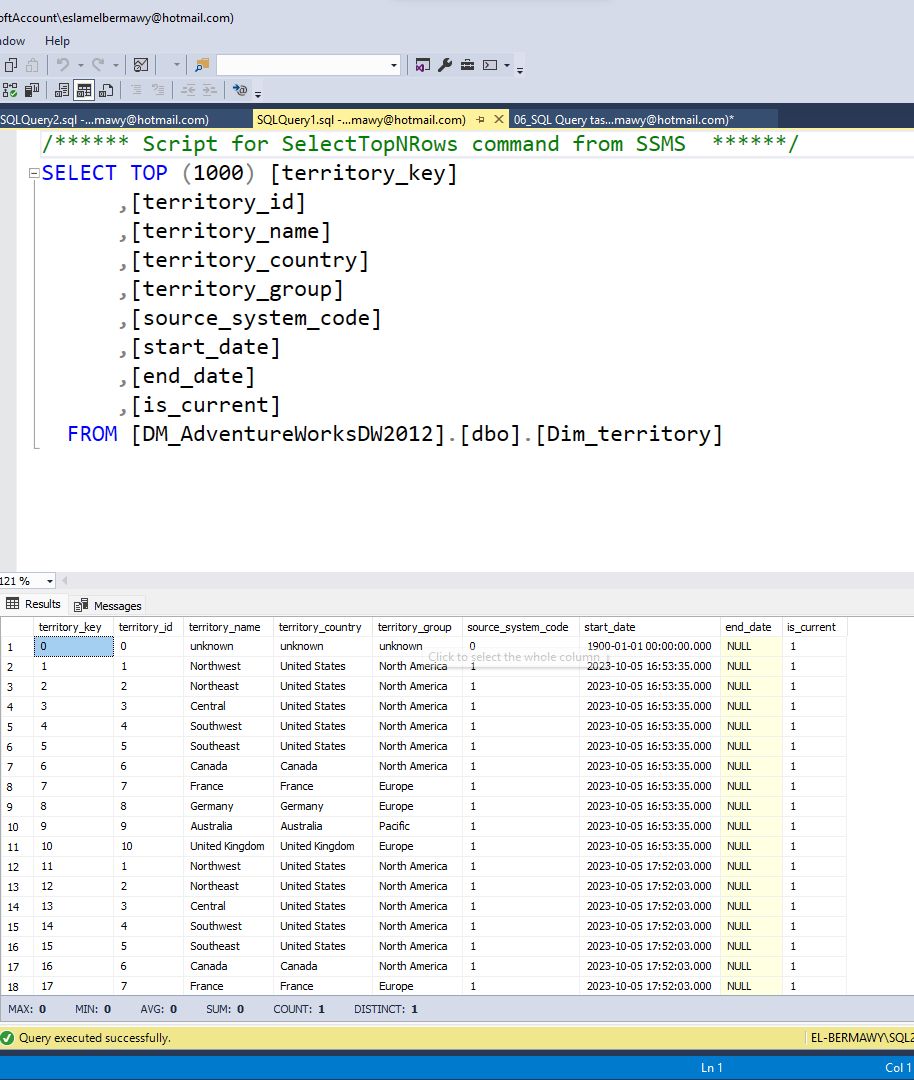 oftAccount\eslamelbermawy@hotmail.com)
ndow Help
SQLQuery2.sql -...mawy@hotmail.com) SQLQuery1.sql -...mawy@hotmail.com) 06_SQL Query tas...mawy@hotmail.com)*
/****** Script for SelectTopNRows command from SSMS ******/
SELECT TOP (1000) [territory_key]
,[territory_id]
,[territory_name]
,[territory_country]
,[territory_group]
,[source_system_code]
,[start_date]
,[end_date]
,[is_current]
FROM [DM_AdventureWorksDW2012].[dbo].[Dim_territory]
121 %
Results Messages
territory_key territory_id territory_name territory_country territory_group source_system_code start_date end_date is_current
1 0 0 unknown unknown unknown 0 1900-01-01 00:00:00.000 NULL 1
Click to select the whole column
2 1 1 Northwest United States North America 1 2023-10-05 16:53:35.000 NULL 1
3 2 2 Northeast United States North America 1 2023-10-05 16:53:35.000 NULL 1
4 3 3 Central United States North America 1 2023-10-05 16:53:35.000 NULL 1
5 4 4 Southwest United States North America 1 2023-10-05 16:53:35.000 NULL 1
6 5 5 Southeast United States North America 1 2023-10-05 16:53:35.000 NULL 1
7 6 6 Canada Canada North America 1 2023-10-05 16:53:35.000 NULL 1
8 7 7 France France Europe 1 2023-10-05 16:53:35.000 NULL 1
9 8 8 Germany Germany Europe 1 2023-10-05 16:53:35.000 NULL 1
10 9 9 Australia Australia Pacific 1 2023-10-05 16:53:35.000 NULL 1
11 10 10 United Kingdom United Kingdom Europe 1 2023-10-05 16:53:35.000 NULL 1
12 11 1 Northwest United States North America 1 2023-10-05 17:52:03.000 NULL 1
13 12 2 Northeast United States North America 1 2023-10-05 17:52:03.000 NULL 1
14 13 3 Central United States North America 1 2023-10-05 17:52:03.000 NULL 1
15 14 4 Southwest United States North America 1 2023-10-05 17:52:03.000 NULL 1
16 15 5 Southeast United States North America 1 2023-10-05 17:52:03.000 NULL 1
17 16 6 Canada Canada North America 1 2023-10-05 17:52:03.000 NULL 1
18 17 7 France France Europe 1 2023-10-05 17:52:03.000 NULL 1
MAX: 0 MIN: 0 AVG: 0 SUM: 0 COUNT: 1 DISTINCT: 1
Query executed successfully. EL-BERMAWY\SQL2
Ln 1 Col 1